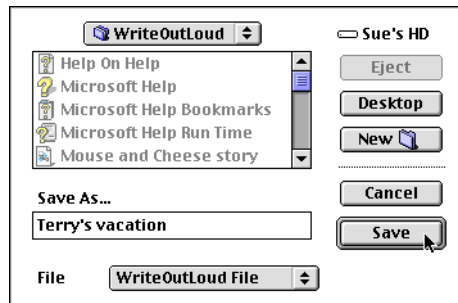 WriteOutLoud
Sue's HD
Help On Help
Microsoft Help
Microsoft Help Bookmarks
Microsoft Help Run Time
Mouse and Cheese story
Eject
Desktop
New
Save As...
Terry's vacation
Cancel
Save
File
WriteOutLoud File